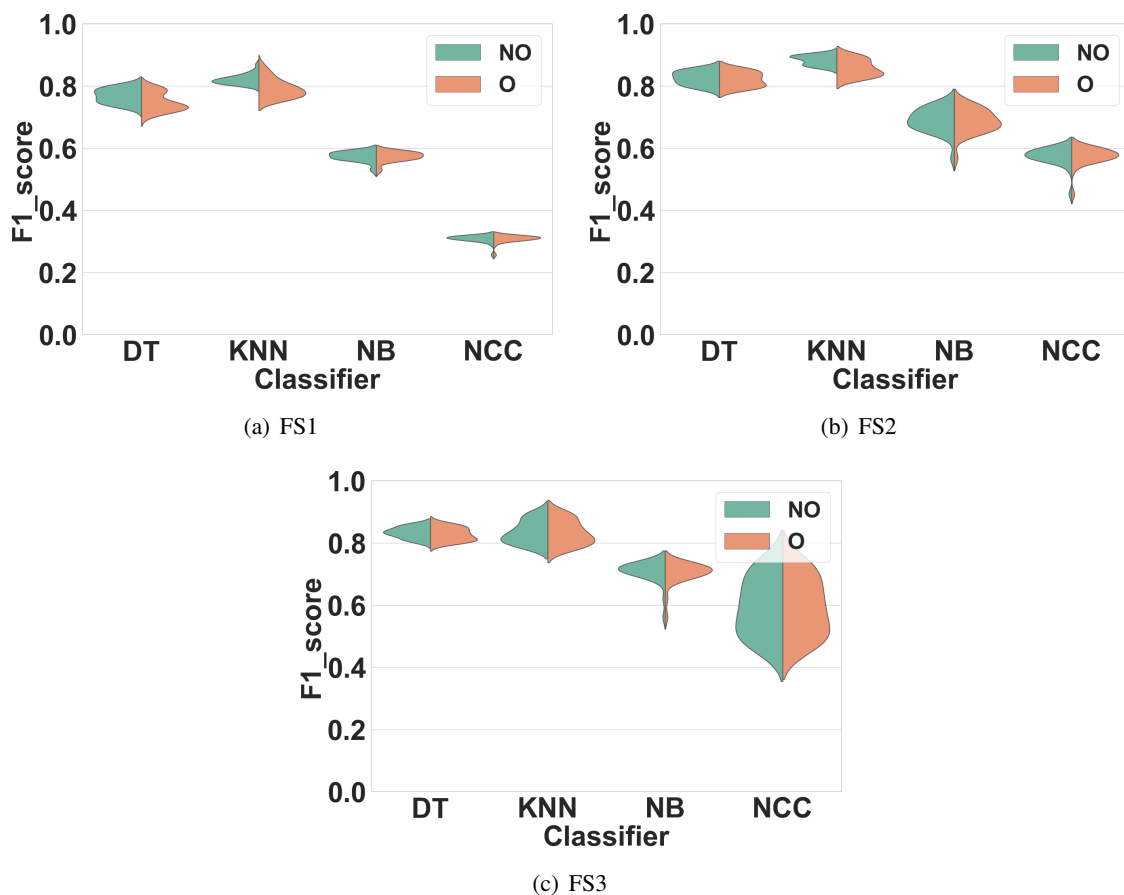 1.0
0.8
0.6
0.4
0.2
0.0
F1_score
NO
O
DT KNN NB NCC
Classifier
(a) FS1
1.0
0.8
0.6
0.4
0.2
0.0
F1_score
NO
O
DT KNN NB NCC
Classifier
(b) FS2
1.0
0.8
0.6
0.4
0.2
0.0
F1_score
NO
O
DT KNN NB NCC
Classifier
(c) FS3